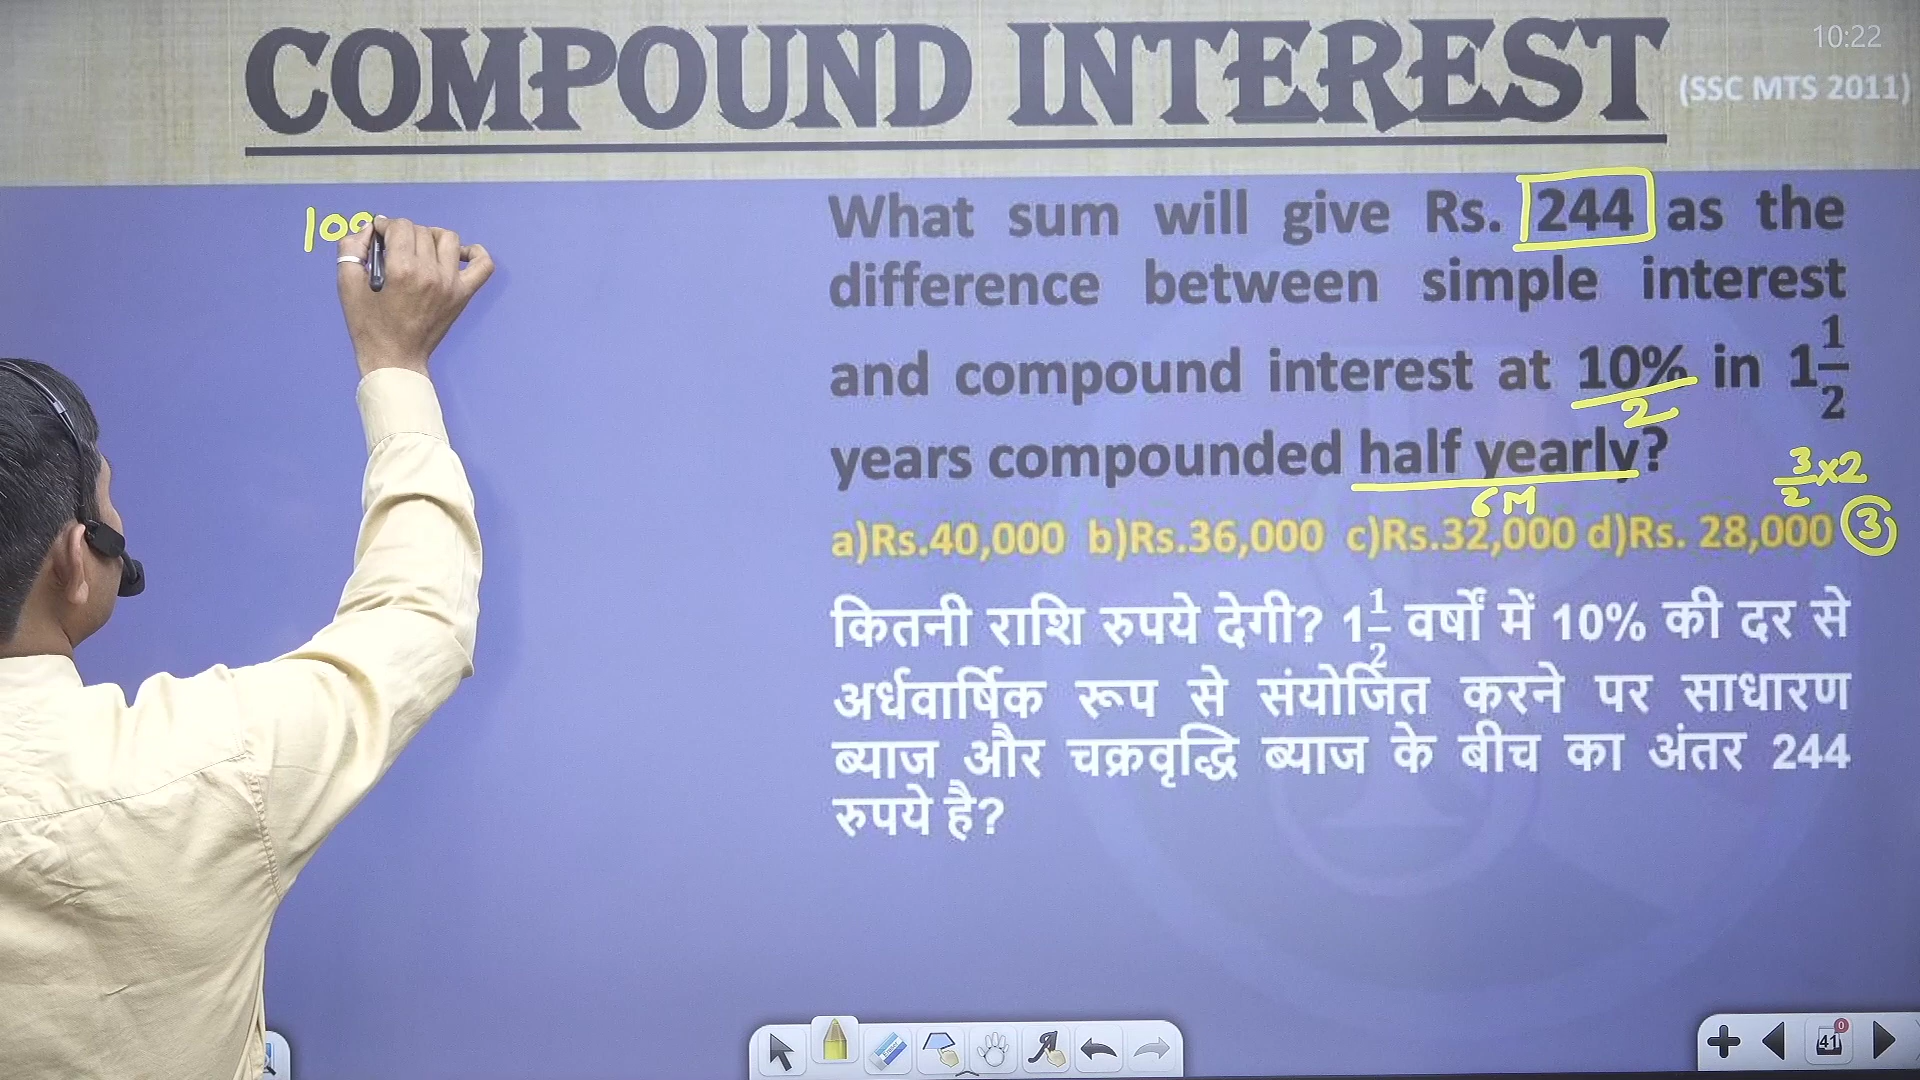 COMPOUND INTEREST
10:22
(SSC MTS 2011)
100
What sum will give Rs. 244 as the
difference between simple interest
and compound interest at 10% in 1 1/2
2
years compounded half yearly?
3/2 x2
6M
a)Rs.40,000 b)Rs.36,000 c)Rs.32,000 d)Rs. 28,000
3
कितनी राशि रुपये देगी? 1 1/2 वर्षों में 10% की दर से
अर्धवार्षिक रूप से संयोजित करने पर साधारण
ब्याज और चक्रवृद्धि ब्याज के बीच का अंतर 244
रुपये है?
41
0